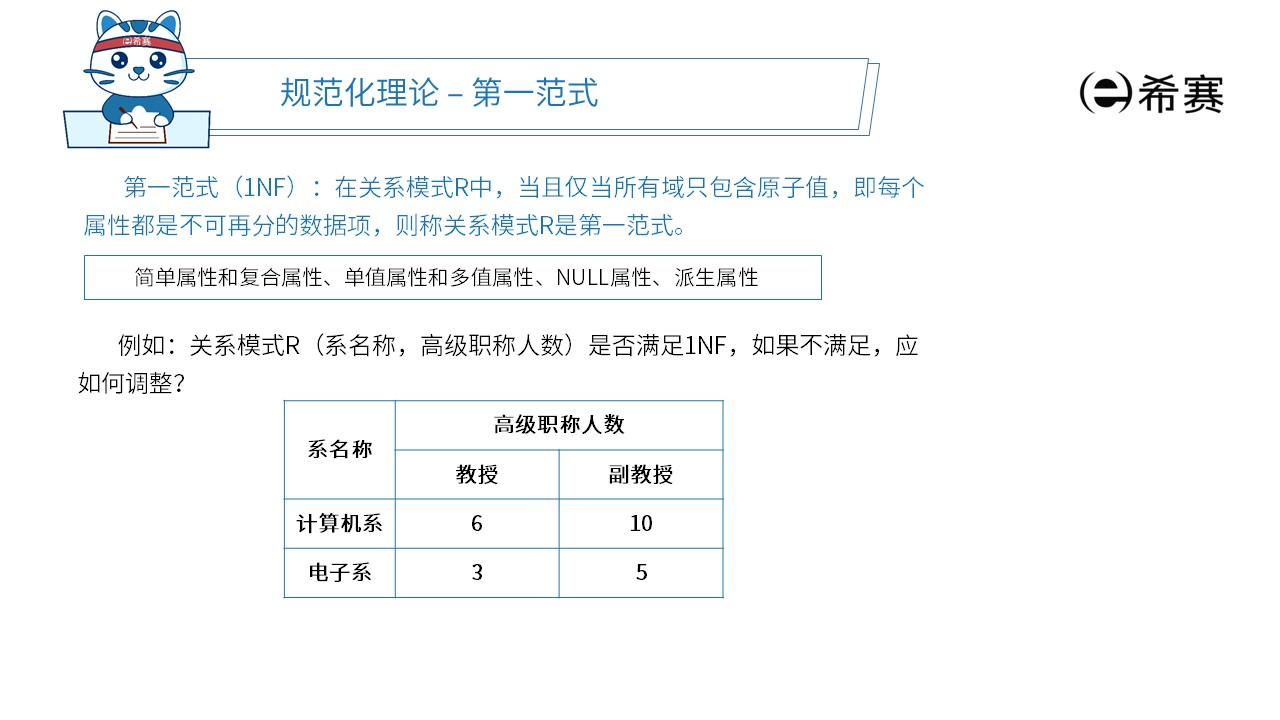 希赛
规范化理论 – 第一范式
希赛
第一范式（1NF）：在关系模式R中，当且仅当所有域只包含原子值，即每个
属性都是不可再分的数据项，则称关系模式R是第一范式。
简单属性和复合属性、单值属性和多值属性、NULL属性、派生属性
例如：关系模式R（系名称，高级职称人数）是否满足1NF，如果不满足，应
如何调整？
系名称 高级职称人数
教授 副教授
计算机系 6 10
电子系 3 5